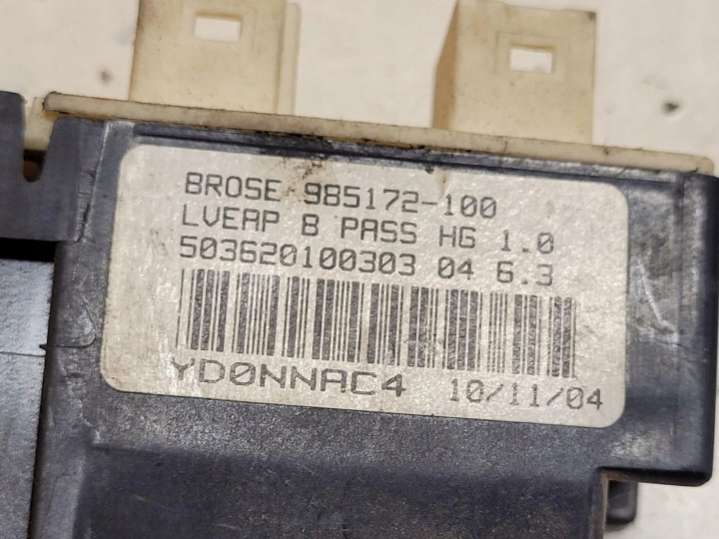 BROSE 985172-100
LVEAP B PASS HG 1.0
503620100303 04 6.3
YD0NNAC4 10/11/04